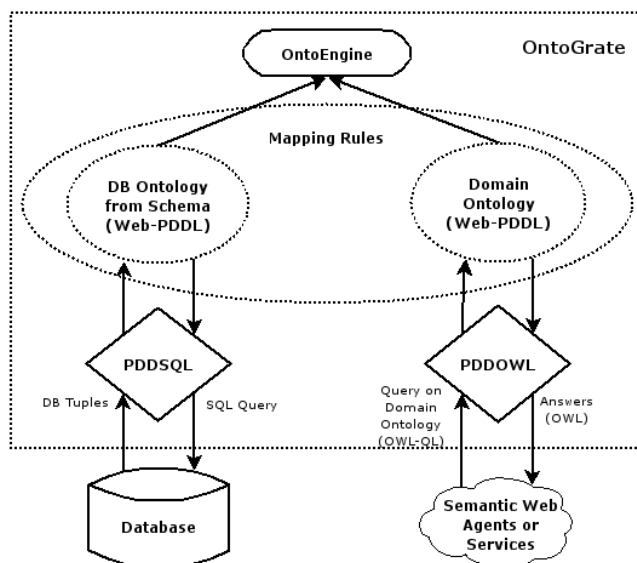 OntoGrate
OntoEngine
Mapping Rules
DB Ontology
from Schema
(Web-PDDL)
Domain
Ontology
(Web-PDDL)
PDDSQL
PDDOWL
DB Tuples
SQL Query
Query on
Domain
Ontology
(OWL-QL)
Answers
(OWL)
Database
Semantic Web
Agents or
Services